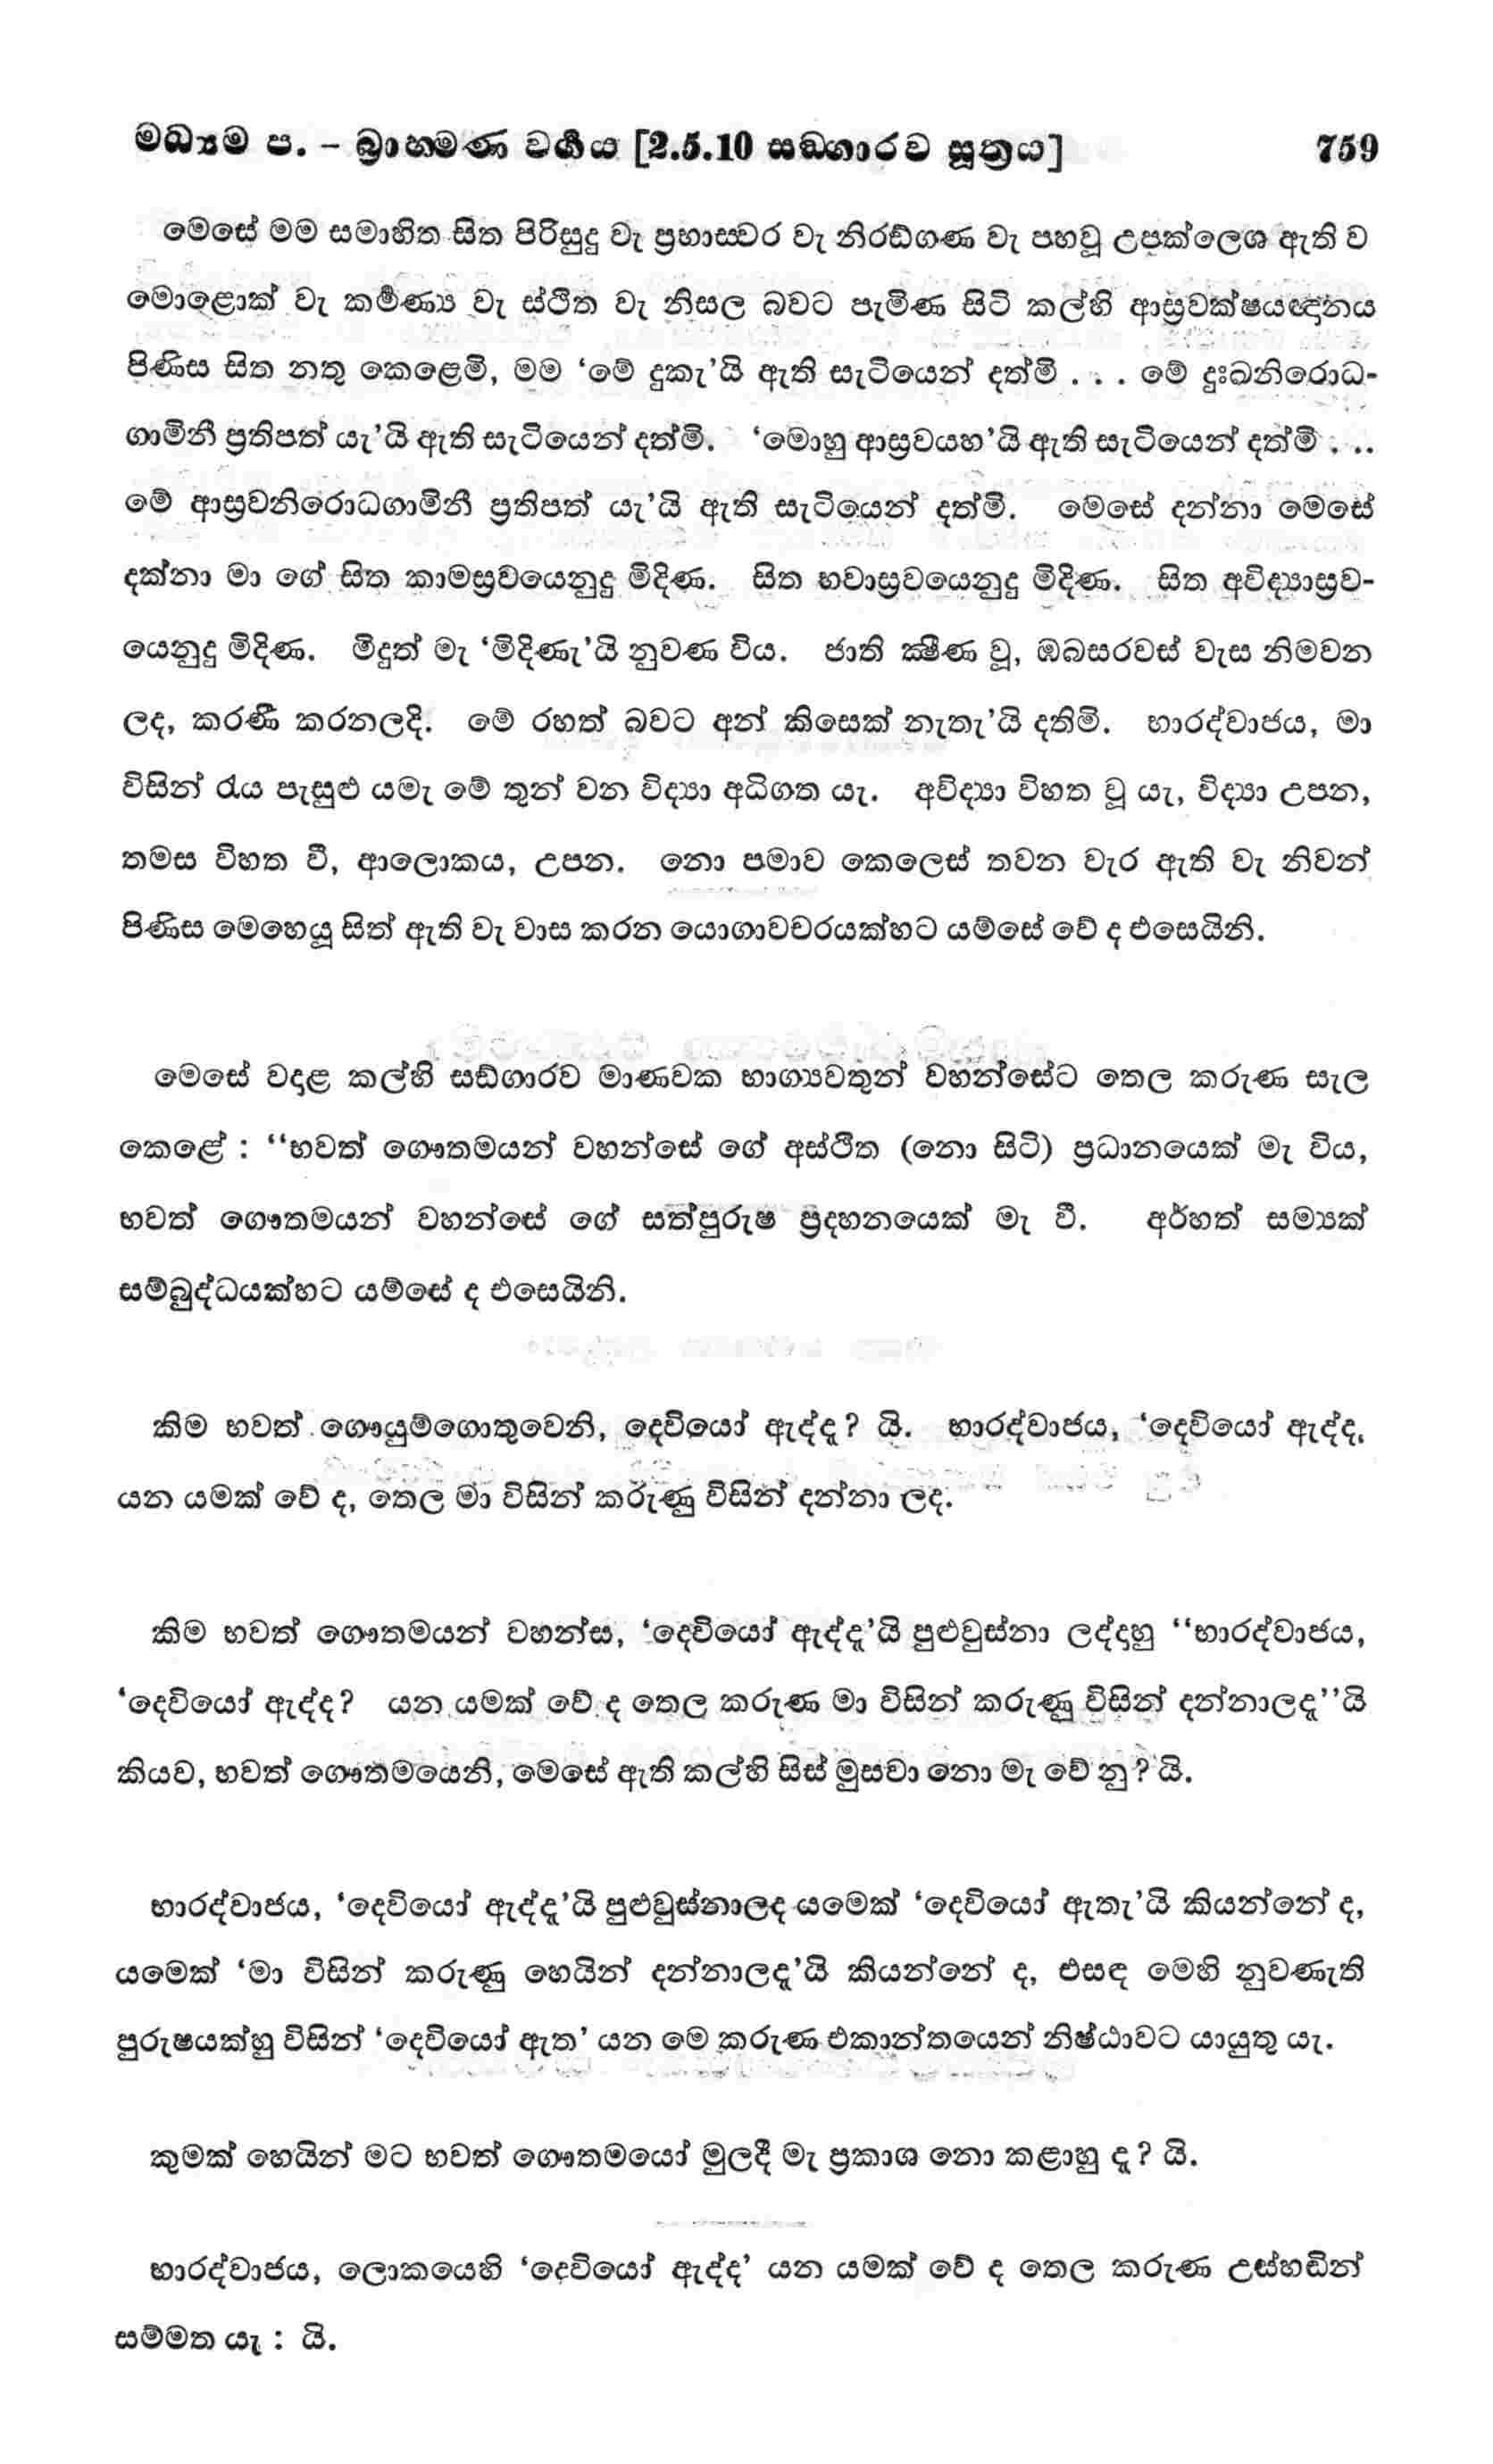 මධ්‍යම ප. – බ්‍රාහමණ වර්‍ගය [2.5.10 සඞගාරව සූත්‍රය] 759
මෙසේ මම සමාහිත සිත පිරිසුදු වැ ප්‍රභාස්වර වැ නිරඞ්ගණ වැ පහවූ උපක්ලෙශ ඇති ව
මොළොක් වැ කර්‍මණ්‍ය වැ ස්ථිත වැ නිසල බවට පැමිණ සිටි කල්හි ආස්‍රවක්ෂයඥානය
පිණිස සිත නතු කෙළෙමි, මම ‘මේ දුකැ’යි ඇති සැටියෙන් දත්මි . . . මේ දුඃඛනිරොධ-
ගාමිනී ප්‍රතිපත් යැ’යි ඇති සැටියෙන් දත්මි. ‘මොහු ආස්‍රවයහ’යි ඇති සැටියෙන් දත්මි . ..
මේ ආස්‍රවනිරොධගාමිනී ප්‍රතිපත් යැ’යි ඇති සැටියෙන් දත්මි. මෙසේ දන්නා මෙසේ
දක්නා මා ගේ සිත කාමස්‍රවයෙනුදු මිදිණ. සිත භවාස්‍රවයෙනුදු මිදිණ. සිත අවිද්‍යාස්‍රව-
යෙනුදු මිදිණ. මිදුත් මැ ‘මිදිණැ’යි නුවණ විය. ජාති ක්‍ෂීණ වූ, ඹබසරවස් වැස නිමවන
ලද, කරණී කරනලදි. මේ රහත් බවට අන් කිසෙක් නැතැ’යි දතිමි. භාරද්වාජය, මා
විසින් රැය පැසුළු යමැ මේ තුන් වන විද්‍යා අධිගත යැ. අවිද්‍යා විහත වූ යැ, විද්‍යා උපන,
තමස විහත වී, ආලොකය, උපන. නො පමාව කෙලෙස් තවන වැර ඇති වැ නිවන්
පිණිස මෙහෙයූ සිත් ඇති වැ වාස කරන යොගාවචරයක්හට යම්සේ වේ ද එසෙයිනි.
මෙසේ වදාළ කල්හි සඞ්ගාරව මාණවක භාග්‍යවතුන් වහන්සේට තෙල කරුණ සැල
කෙළේ : “භවත් ගෞතමයන් වහන්සේ ගේ අස්ථිත (නො සිටි) ප්‍රධානයෙක් මැ විය,
භවත් ගෞතමයන් වහන්සේ ගේ සත්පුරුෂ ප්‍රදහනයෙක් මැ වී. අර්හත් සම්‍යක්
සම්බුද්ධයක්හට යම්සේ ද එසෙයිනි.
කිම භවත් ගෞයුම්ගොතුවෙනි, දෙවියෝ ඇද්දැ? යි. භාරද්වාජය, ‘දෙවියෝ ඇද්ද,
යන යමක් වේ ද, තෙල මා විසින් කරුණු විසින් දන්නා ලද.
කිම භවත් ගෞතමයන් වහන්ස, ‘දෙවියෝ ඇද්දැ’යි පුළුවුස්නා ලද්දාහු “භාරද්වාජය,
‘දෙවියෝ ඇද්ද? යන යමක් වේ ද තෙල කරුණ මා විසින් කරුණු විසින් දන්නාලදැ”යි
කියව, භවත් ගෞතමයෙනි, මෙසේ ඇති කල්හි සිස් මුසවා නො මැ වේ නු? යි.
භාරද්වාජය, ‘දෙවියෝ ඇද්දැ’යි පුළුවුස්නාලද යමෙක් ‘දෙවියෝ ඇතැ’යි කියන්නේ ද,
යමෙක් ‘මා විසින් කරුණු හෙයින් දන්නාලදැ’යි කියන්නේ ද, එසඳ මෙහි නුවණැති
පුරුෂයක්හු විසින් ‘දෙවියෝ ඇත’ යන මෙ කරුණ එකාන්තයෙන් නිෂ්ඨාවට යායුතු යැ.
කුමක් හෙයින් මට භවත් ගෞතමයෝ මුලදී මැ ප්‍රකාශ නො කළාහු දැ? යි.
භාරද්වාජය, ලොකයෙහි ‘දෙවියෝ ඇද්ද’ යන යමක් වේ ද තෙල කරුණ උස්හඬින්
සම්මත යැ : යි.